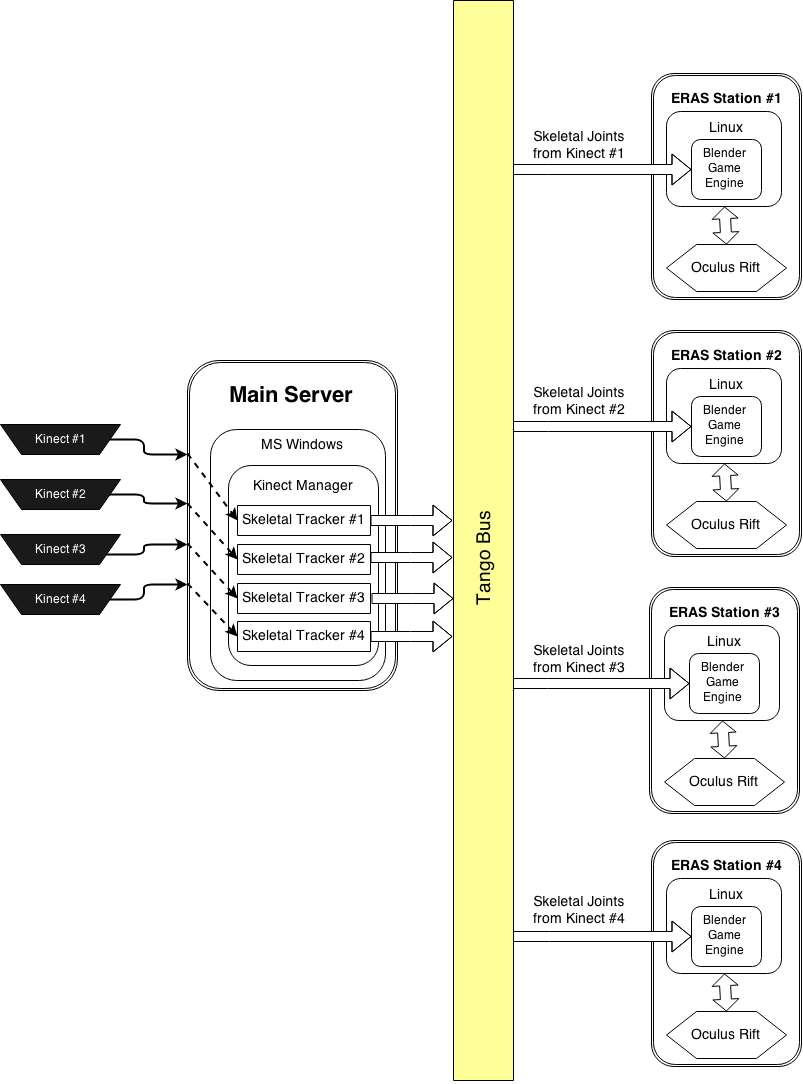 Kinect #1
Kinect #2
Kinect #3
Kinect #4
Main Server
MS Windows
Kinect Manager
Skeletal Tracker #1
Skeletal Tracker #2
Skeletal Tracker #3
Skeletal Tracker #4
Tango Bus
Skeletal Joints
from Kinect #1
ERAS Station #1
Linux
Blender
Game
Engine
Oculus Rift
Skeletal Joints
from Kinect #2
ERAS Station #2
Linux
Blender
Game
Engine
Oculus Rift
Skeletal Joints
from Kinect #3
ERAS Station #3
Linux
Blender
Game
Engine
Oculus Rift
Skeletal Joints
from Kinect #4
ERAS Station #4
Linux
Blender
Game
Engine
Oculus Rift